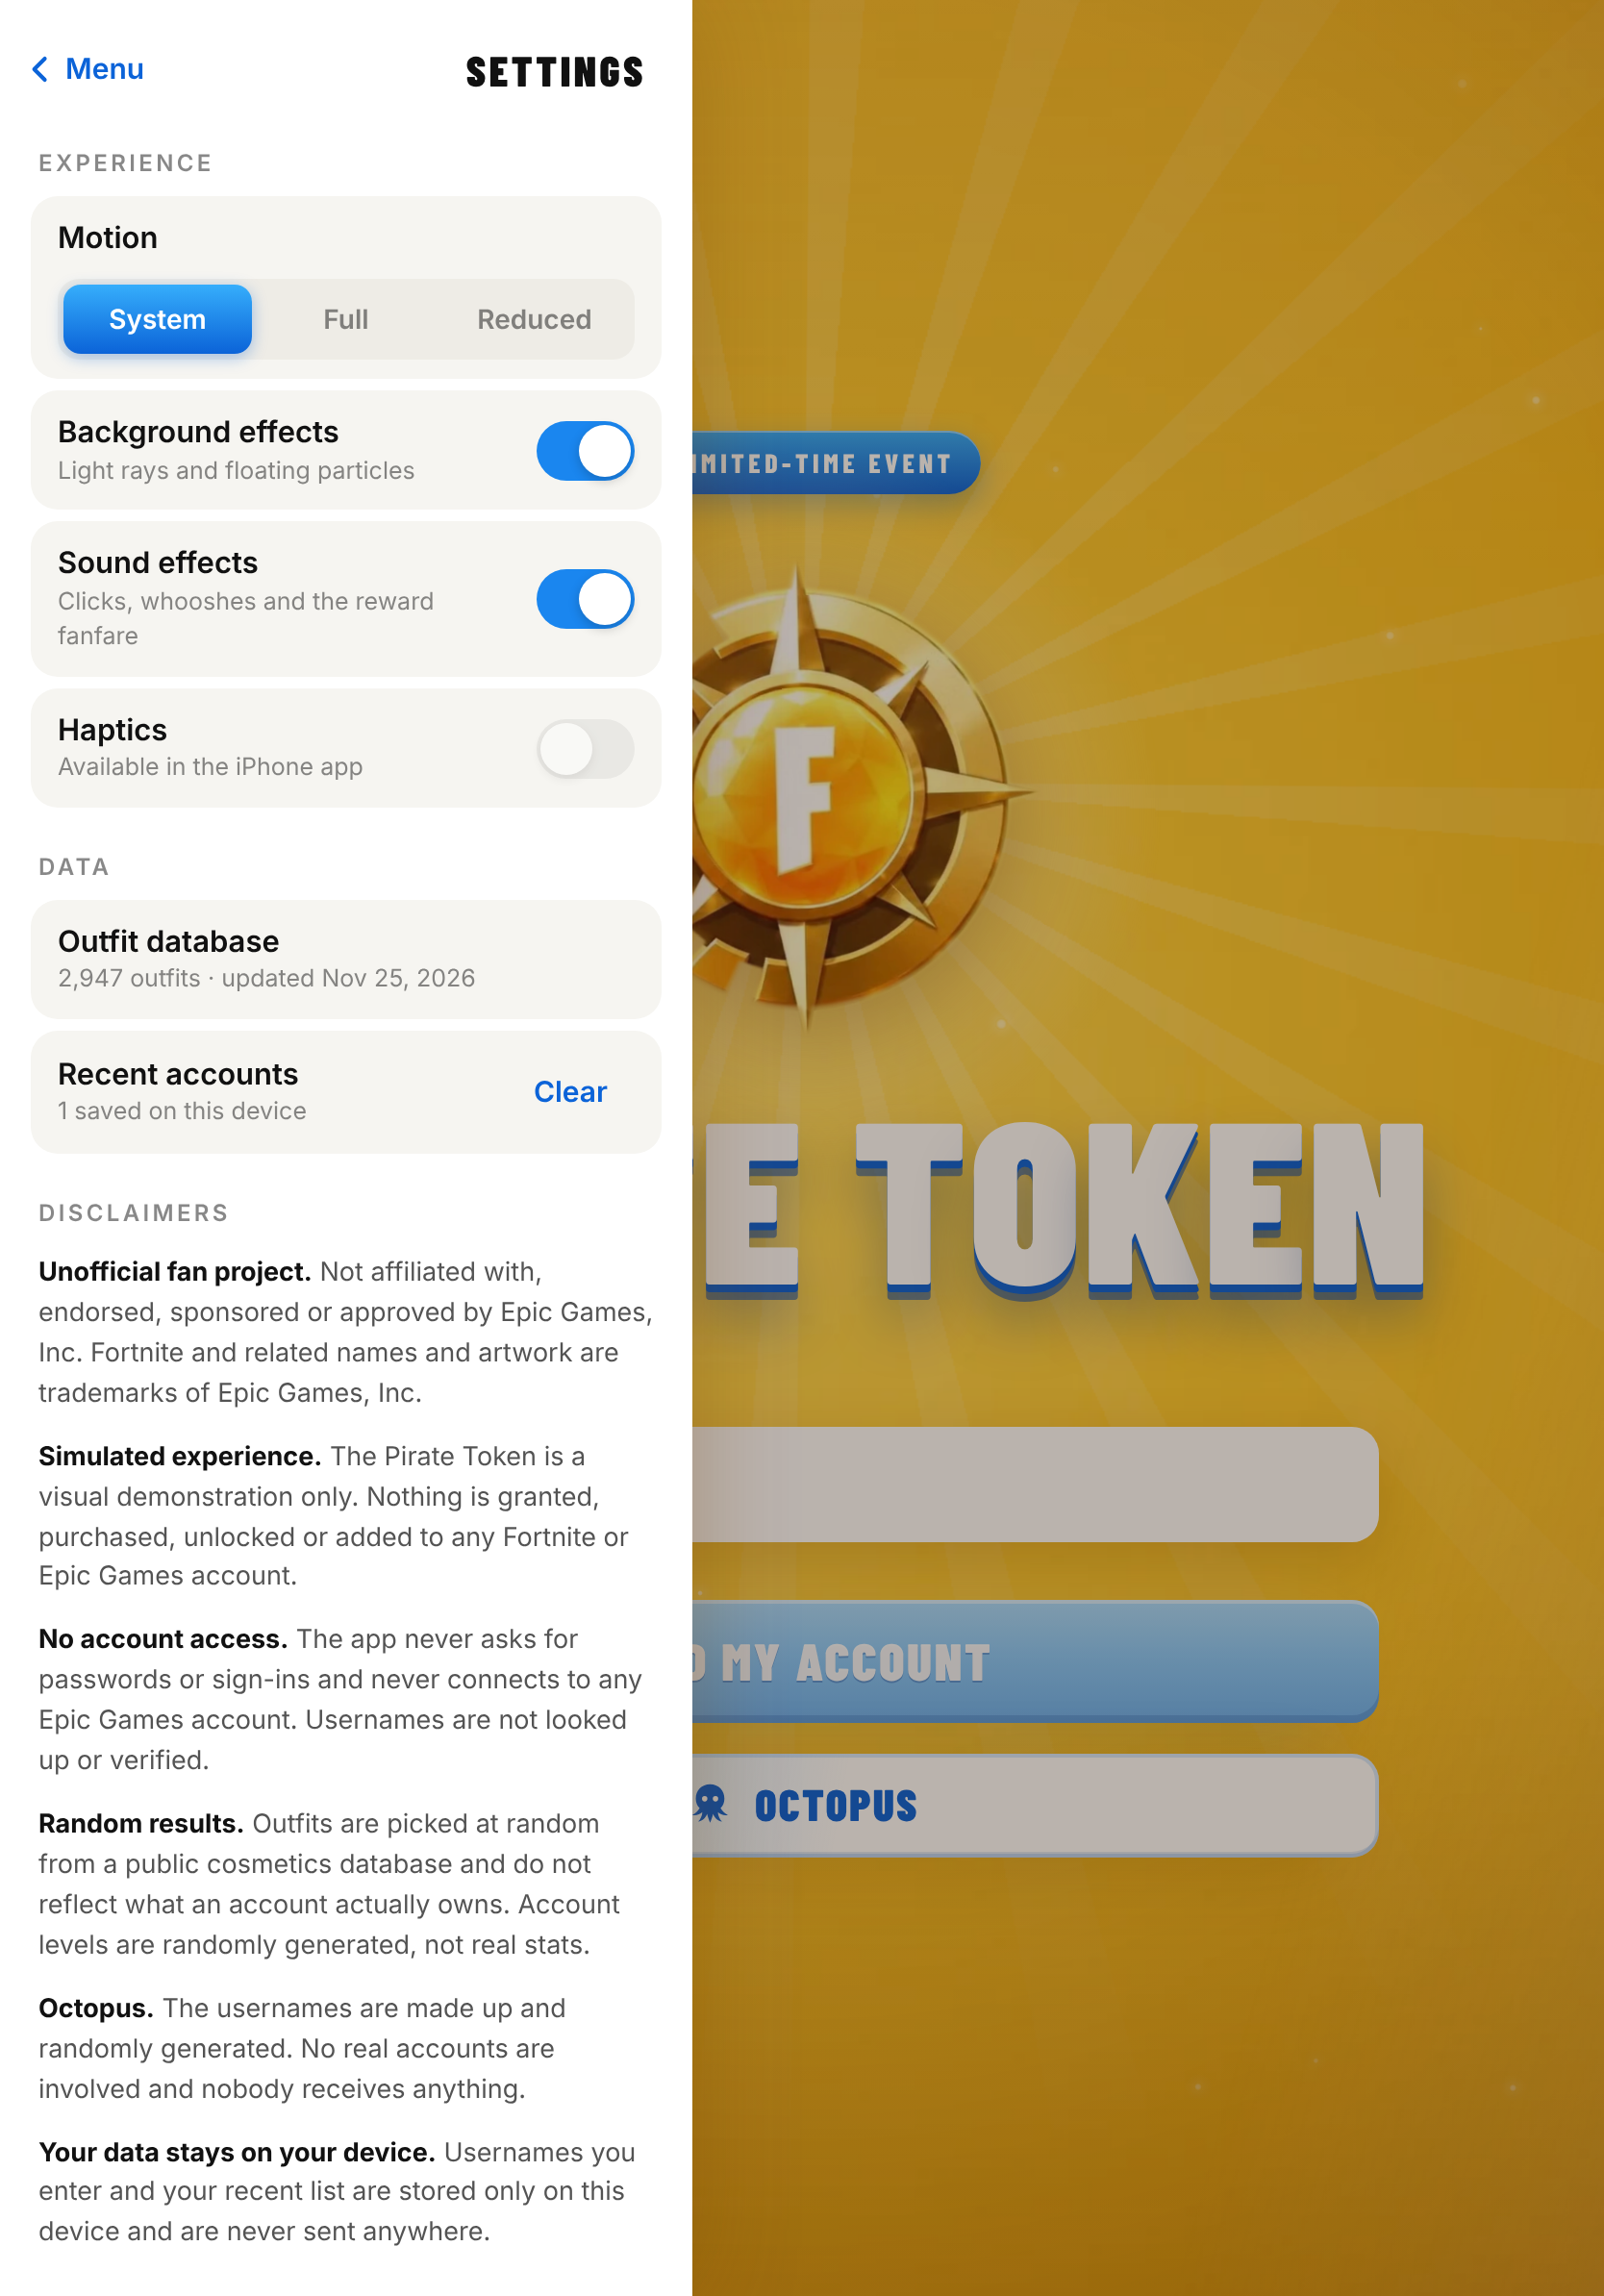 Menu
SETTINGS
EXPERIENCE
Motion
System Full Reduced
Background effects
Light rays and floating particles
Sound effects
Clicks, whooshes and the reward
fanfare
Haptics
Available in the iPhone app
DATA
Outfit database
2,947 outfits · updated Nov 25, 2026
Recent accounts
1 saved on this device
Clear
DISCLAIMERS
Unofficial fan project. Not affiliated with,
endorsed, sponsored or approved by Epic Games,
Inc. Fortnite and related names and artwork are
trademarks of Epic Games, Inc.
Simulated experience. The Pirate Token is a
visual demonstration only. Nothing is granted,
purchased, unlocked or added to any Fortnite or
Epic Games account.
No account access. The app never asks for
passwords or sign-ins and never connects to any
Epic Games account. Usernames are not looked
up or verified.
Random results. Outfits are picked at random
from a public cosmetics database and do not
reflect what an account actually owns. Account
levels are randomly generated, not real stats.
Octopus. The usernames are made up and
randomly generated. No real accounts are
involved and nobody receives anything.
Your data stays on your device. Usernames you
enter and your recent list are stored only on this
device and are never sent anywhere.
IMITED-TIME EVENT
F
E TOKEN
MY ACCOUNT
OCTOPUS